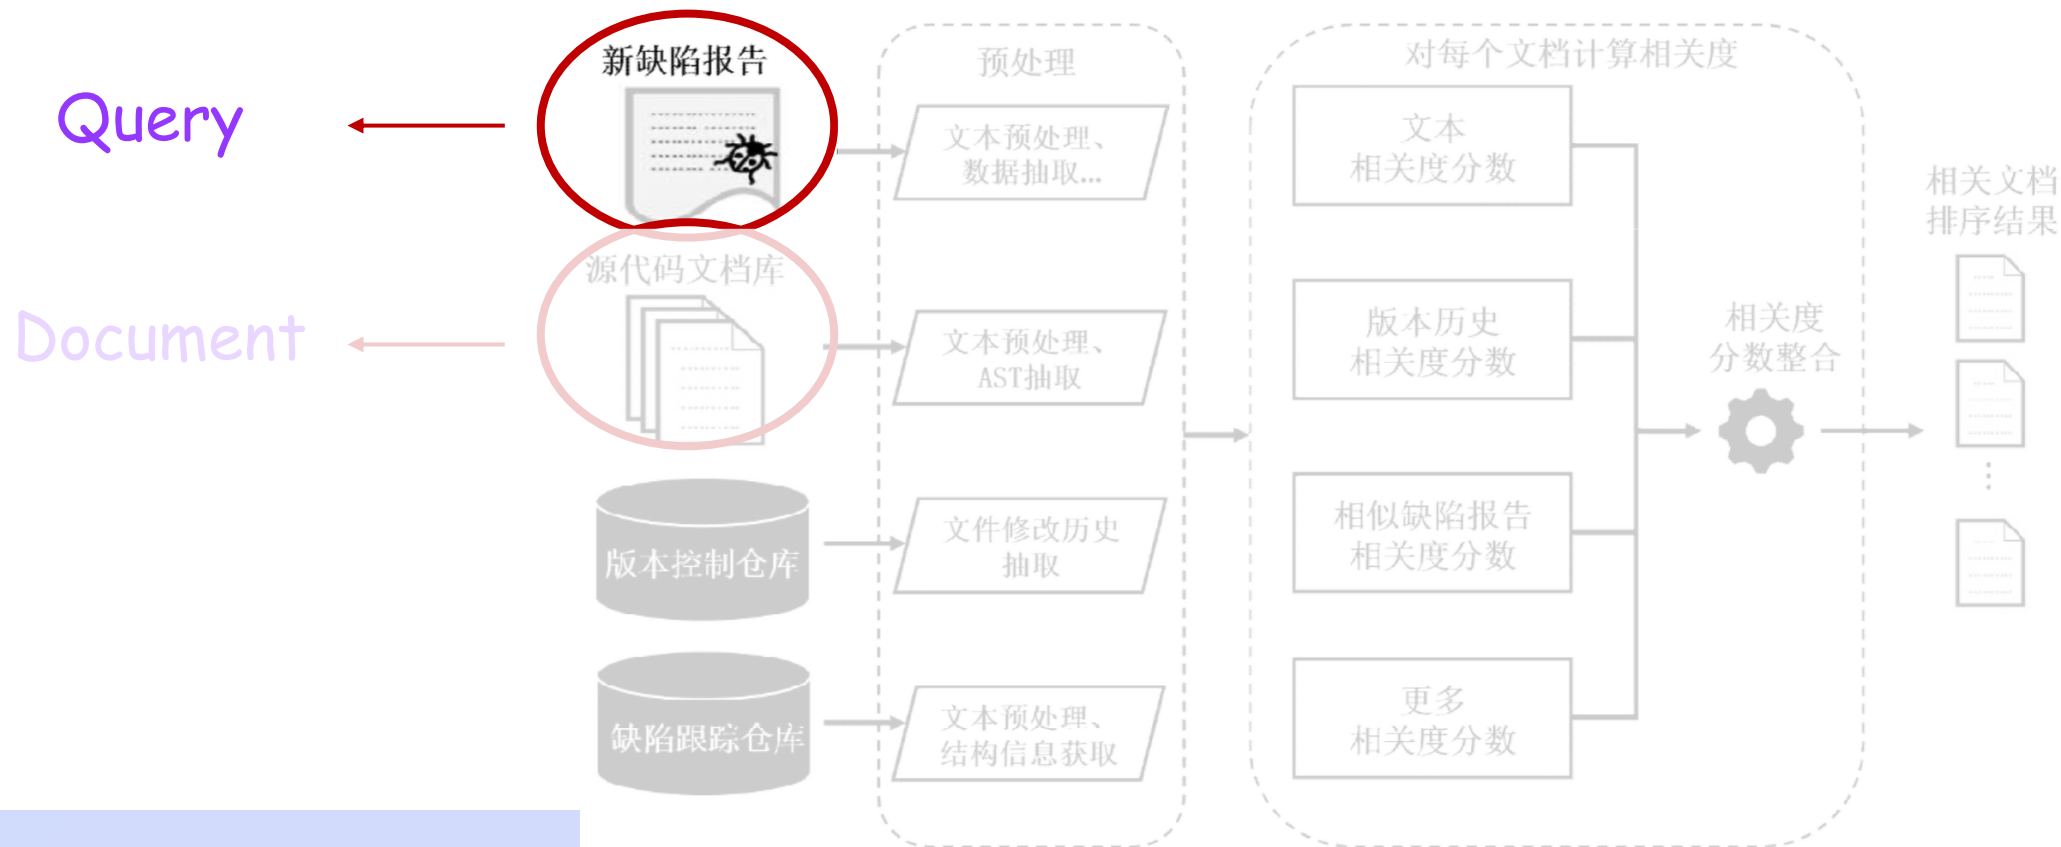 Query
Document
新缺陷报告
源代码文档库
版本控制仓库
缺陷跟踪仓库
预处理
文本预处理、
数据抽取...
文本预处理、
AST抽取
文件修改历史
抽取
文本预处理、
结构信息获取
对每个文档计算相关度
文本
相关度分数
版本历史
相关度分数
相似缺陷报告
相关度分数
更多
相关度分数
相关度
分数整合
相关文档
排序结果